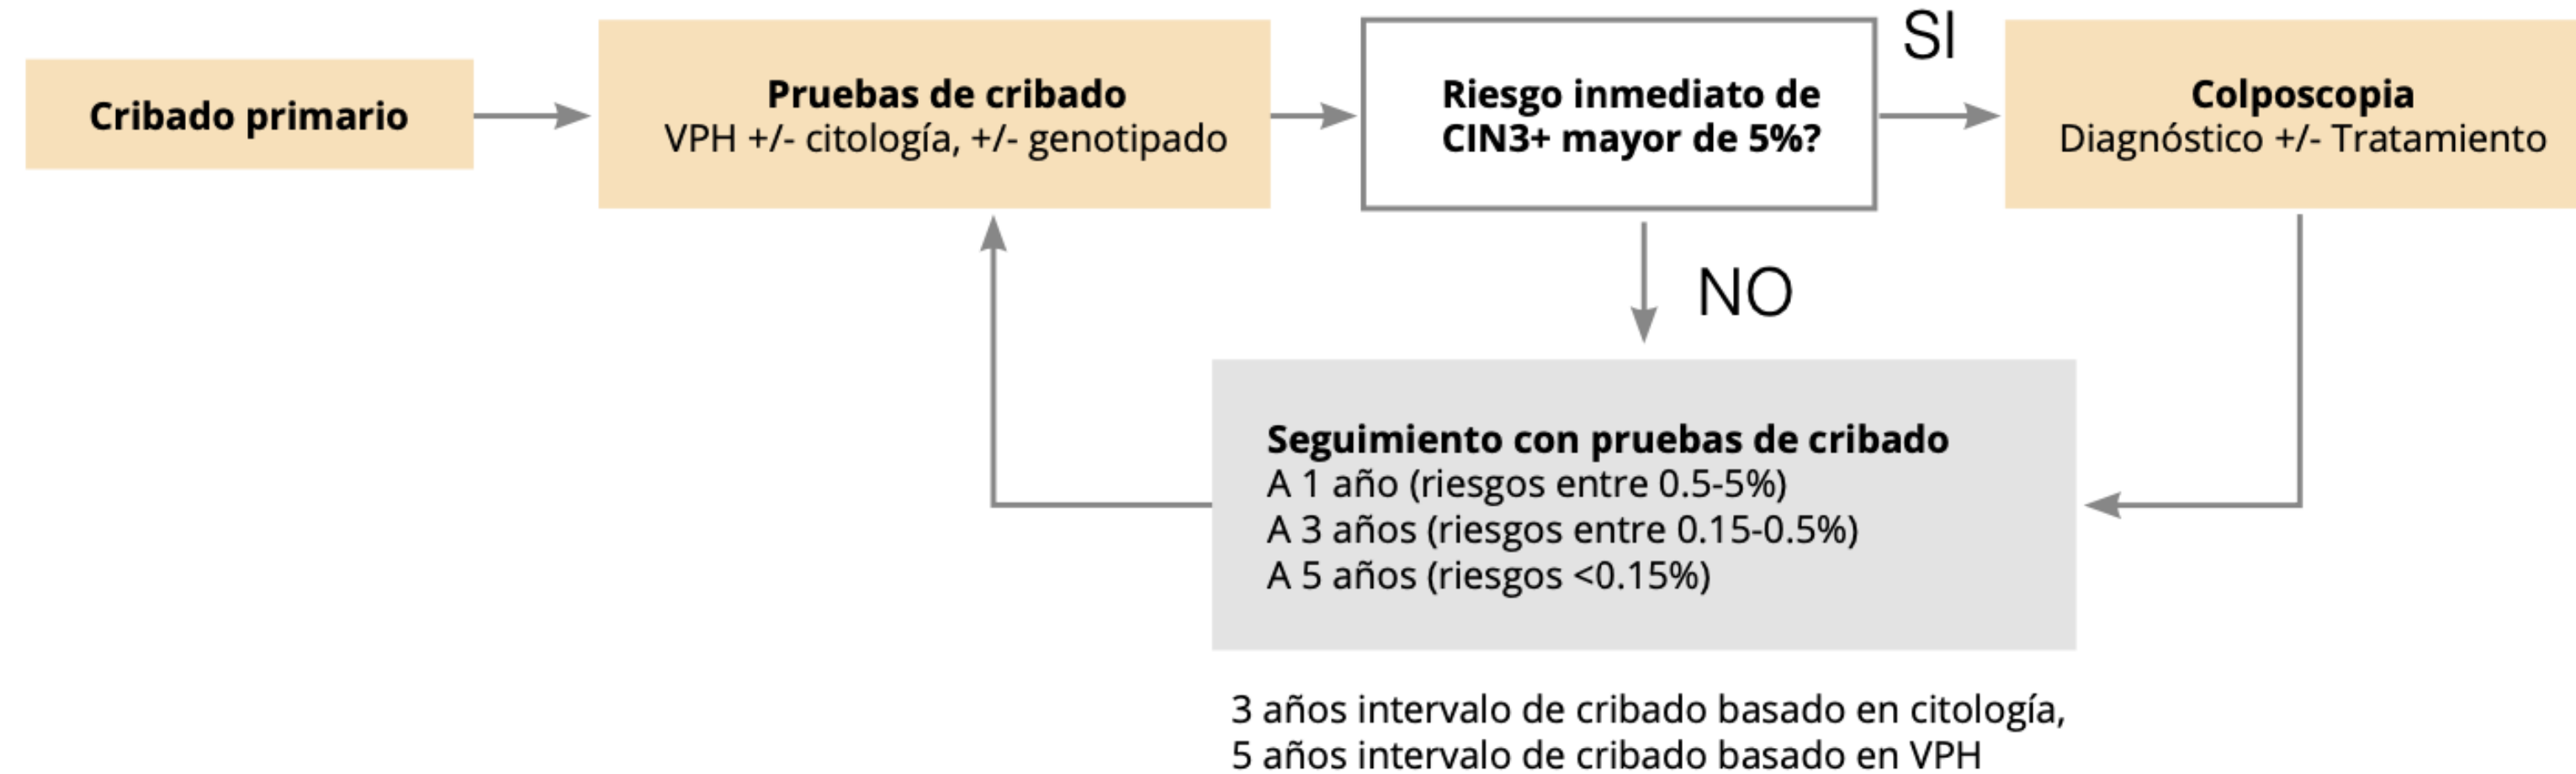 Cribado primario
Pruebas de cribado
VPH +/- citología, +/- genotipado
Riesgo inmediato de
CIN3+ mayor de 5%?
SI
Colposcopia
Diagnóstico +/- Tratamiento
NO
Seguimiento con pruebas de cribado
A 1 año (riesgos entre 0.5-5%)
A 3 años (riesgos entre 0.15-0.5%)
A 5 años (riesgos <0.15%)
3 años intervalo de cribado basado en citología,
5 años intervalo de cribado basado en VPH